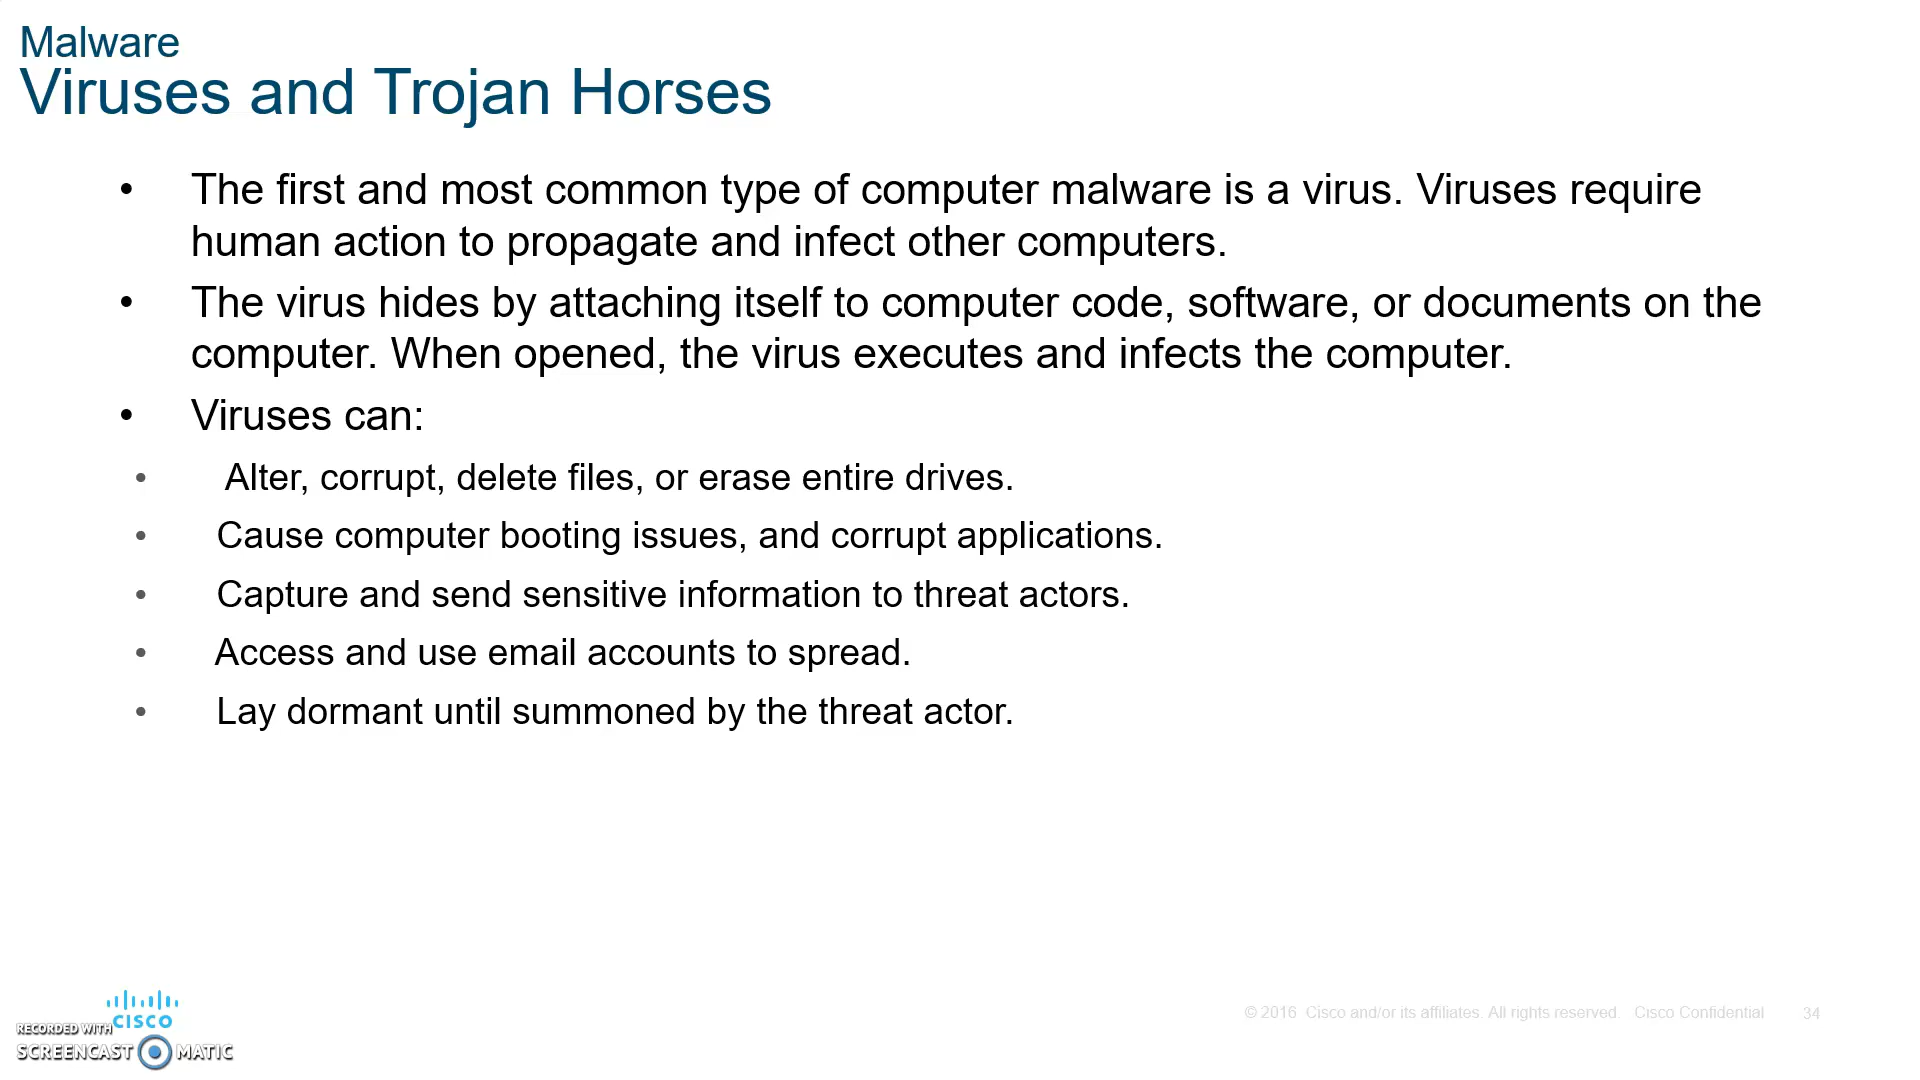 Malware
Viruses and Trojan Horses
• The first and most common type of computer malware is a virus. Viruses require
human action to propagate and infect other computers.
• The virus hides by attaching itself to computer code, software, or documents on the
computer. When opened, the virus executes and infects the computer.
• Viruses can:
• Alter, corrupt, delete files, or erase entire drives.
• Cause computer booting issues, and corrupt applications.
• Capture and send sensitive information to threat actors.
• Access and use email accounts to spread.
• Lay dormant until summoned by the threat actor.
CISCO
© 2016 Cisco and/or its affiliates. All rights reserved. Cisco Confidential 34
RECORDED WITH
SCREENCAST MATIC